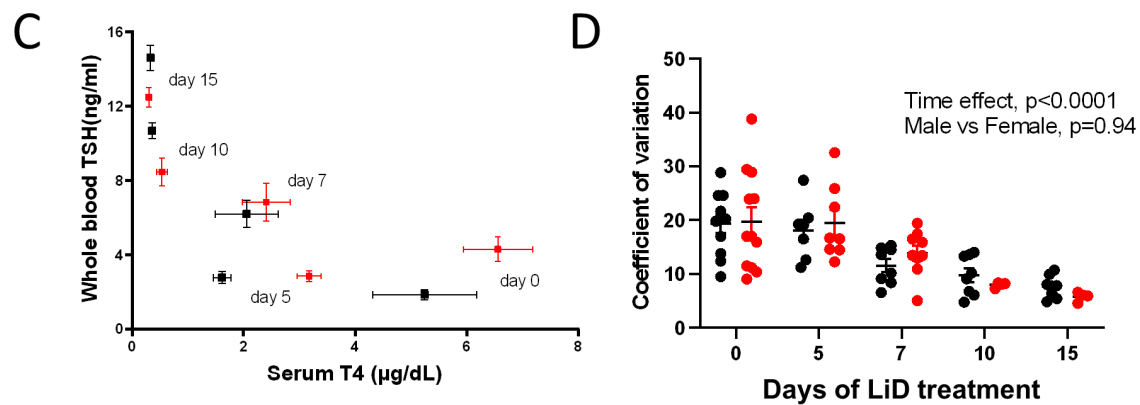 C
Whole blood TSH(ng/ml)
16
12
8
4
0
day 15
day 10
day 7
day 5
day 0
0
2
4
6
8
Serum T4 (µg/dL)
D
Coefficient of variation
50
40
30
20
10
0
Time effect, p<0.0001
Male vs Female, p=0.94
0
5
7
10
15
Days of LiD treatment